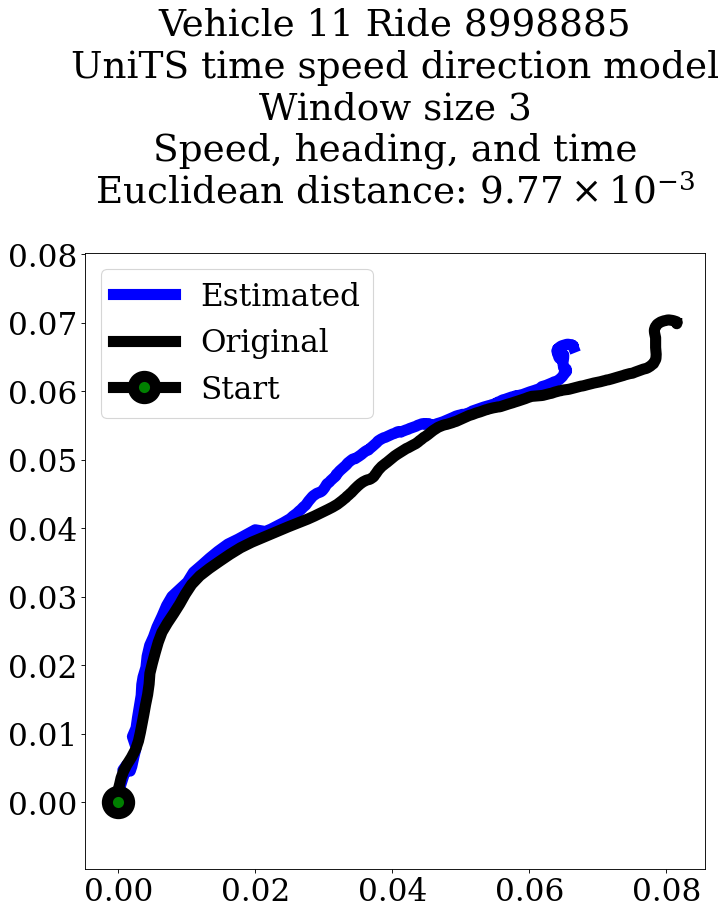 Vehicle 11 Ride 8998885
UniTS time speed direction model
Window size 3
Speed, heading, and time
Euclidean distance: 9.77 × 10⁻³
0.08
0.07
0.06
0.05
0.04
0.03
0.02
0.01
0.00
Estimated
Original
Start
0.00 0.02 0.04 0.06 0.08